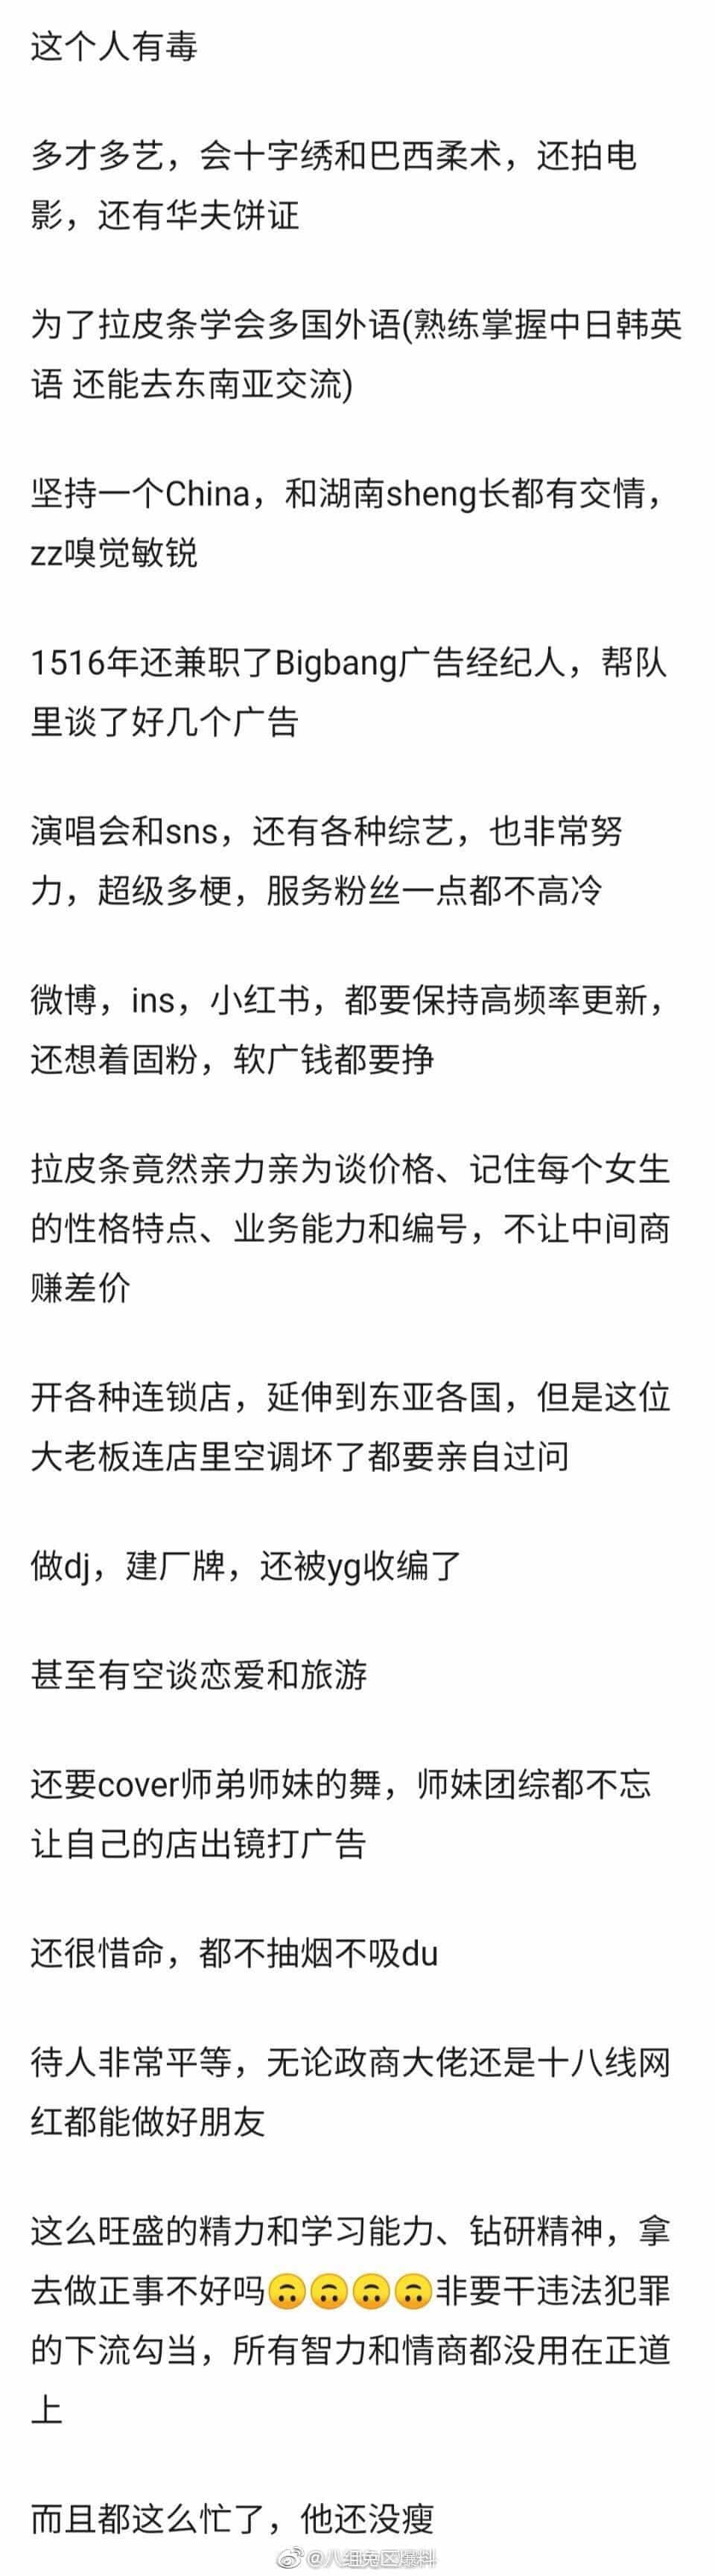 这个人有毒
多才多艺，会十字绣和巴西柔术，还拍电
影，还有华夫饼证
为了拉皮条学会多国外语(熟练掌握中日韩英
语 还能去东南亚交流)
坚持一个China，和湖南sheng长都有交情，
zz嗅觉敏锐
1516年还兼职了Bigbang广告经纪人，帮队
里谈了好几个广告
演唱会和sns，还有各种综艺，也非常努
力，超级多梗，服务粉丝一点都不高冷
微博，ins，小红书，都要保持高频率更新，
还想着固粉，软广钱都要挣
拉皮条竟然亲力亲为谈价格、记住每个女生
的性格特点、业务能力和编号，不让中间商
赚差价
开各种连锁店，延伸到东亚各国，但是这位
大老板连店里空调坏了都要亲自过问
做dj，建厂牌，还被yg收编了
甚至有空谈恋爱和旅游
还要cover师弟师妹的舞，师妹团综都不忘
让自己的店出镜打广告
还很惜命，都不抽烟不吸du
待人非常平等，无论政商大佬还是十八线网
红都能做好朋友
这么旺盛的精力和学习能力、钻研精神，拿
去做正事不好吗🙃🙃🙃🙃非要干违法犯罪
的下流勾当，所有智力和情商都没用在正道
上
而且都这么忙了，他还没瘦
@八组兔区爆料